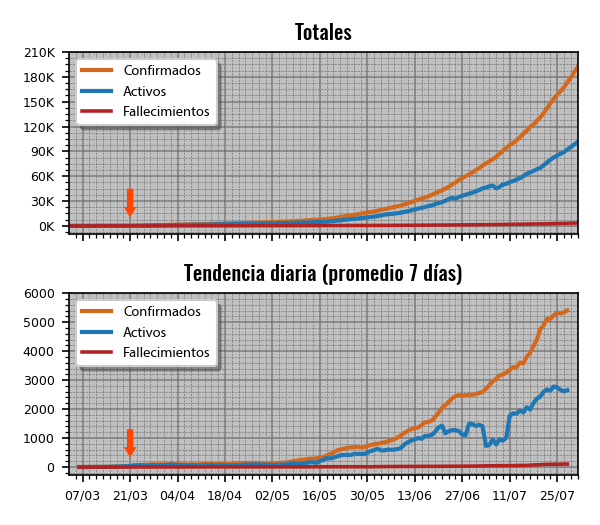 Totales
210K
180K
150K
120K
90K
60K
30K
0K
Confirmados
Activos
Fallecimientos
Tendencia diaria (promedio 7 días)
6000
5000
4000
3000
2000
1000
0
Confirmados
Activos
Fallecimientos
07/03 21/03 04/04 18/04 02/05 16/05 30/05 13/06 27/06 11/07 25/07